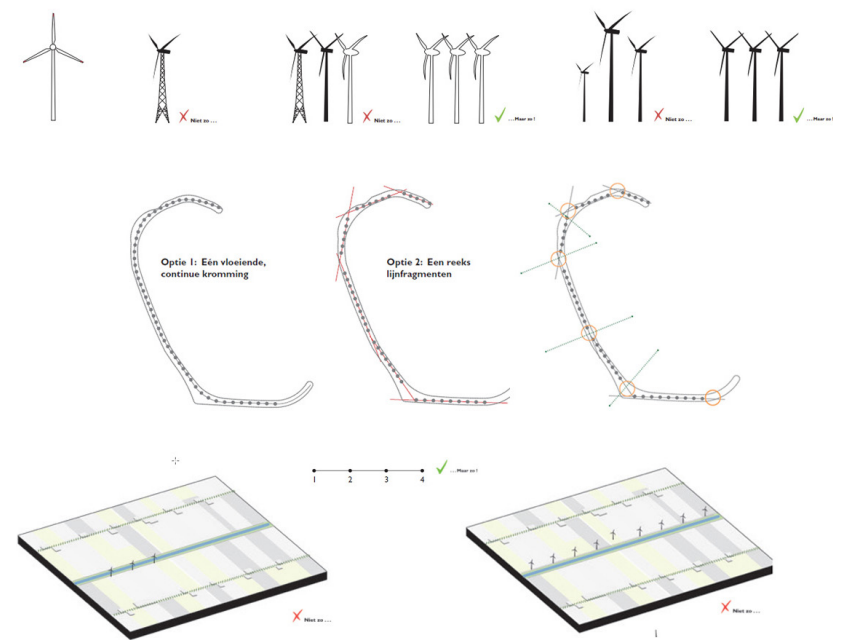 Niet zo ...
Niet zo ...
... Maar zo !
Niet zo ...
... Maar zo !
Optie 1: Eén vloeiende,
continue kromming
Optie 2: Een reeks
lijnfragmenten
1 2 3 4
... Maar zo !
Niet zo ...
Niet zo ...